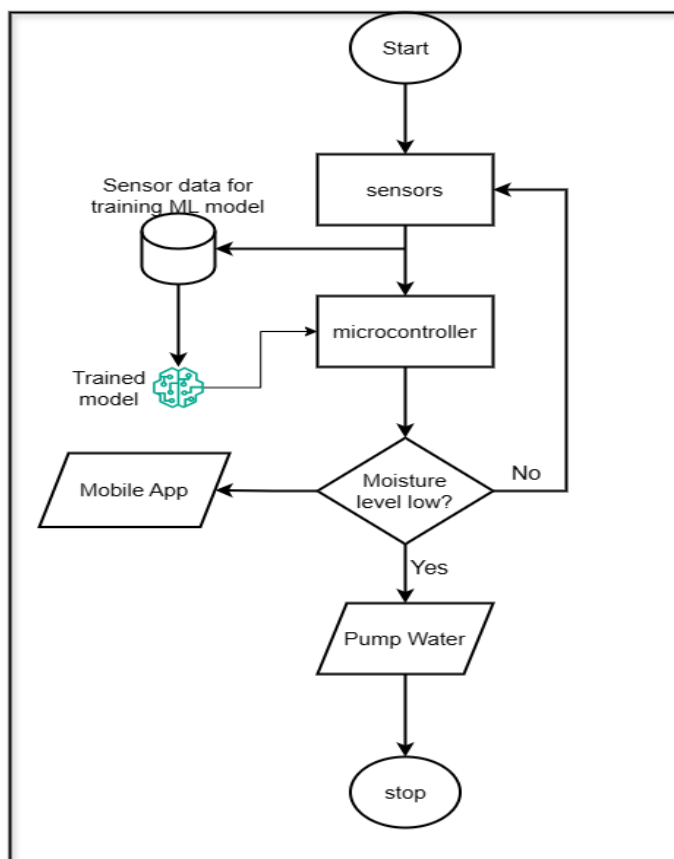 Start
sensors
Sensor data for
training ML model
microcontroller
Trained
model
Mobile App
Moisture
level low?
No
Yes
Pump Water
stop